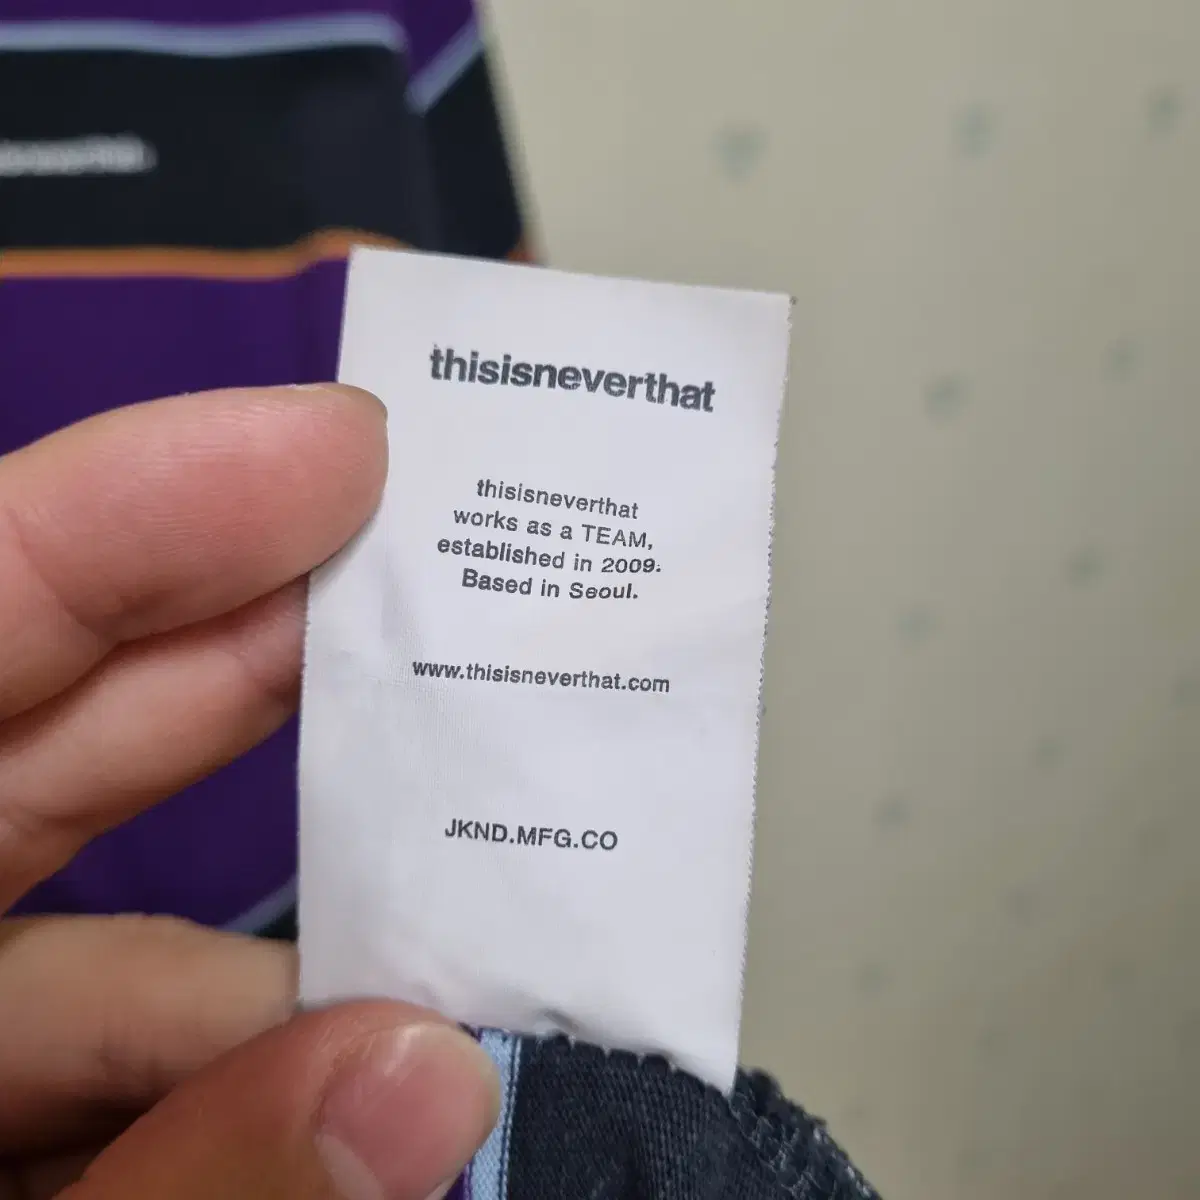 thisisneverthat
thisisneverthat
works as a TEAM,
established in 2009.
Based in Seoul.
www.thisisneverthat.com
JKND.MFG.CO